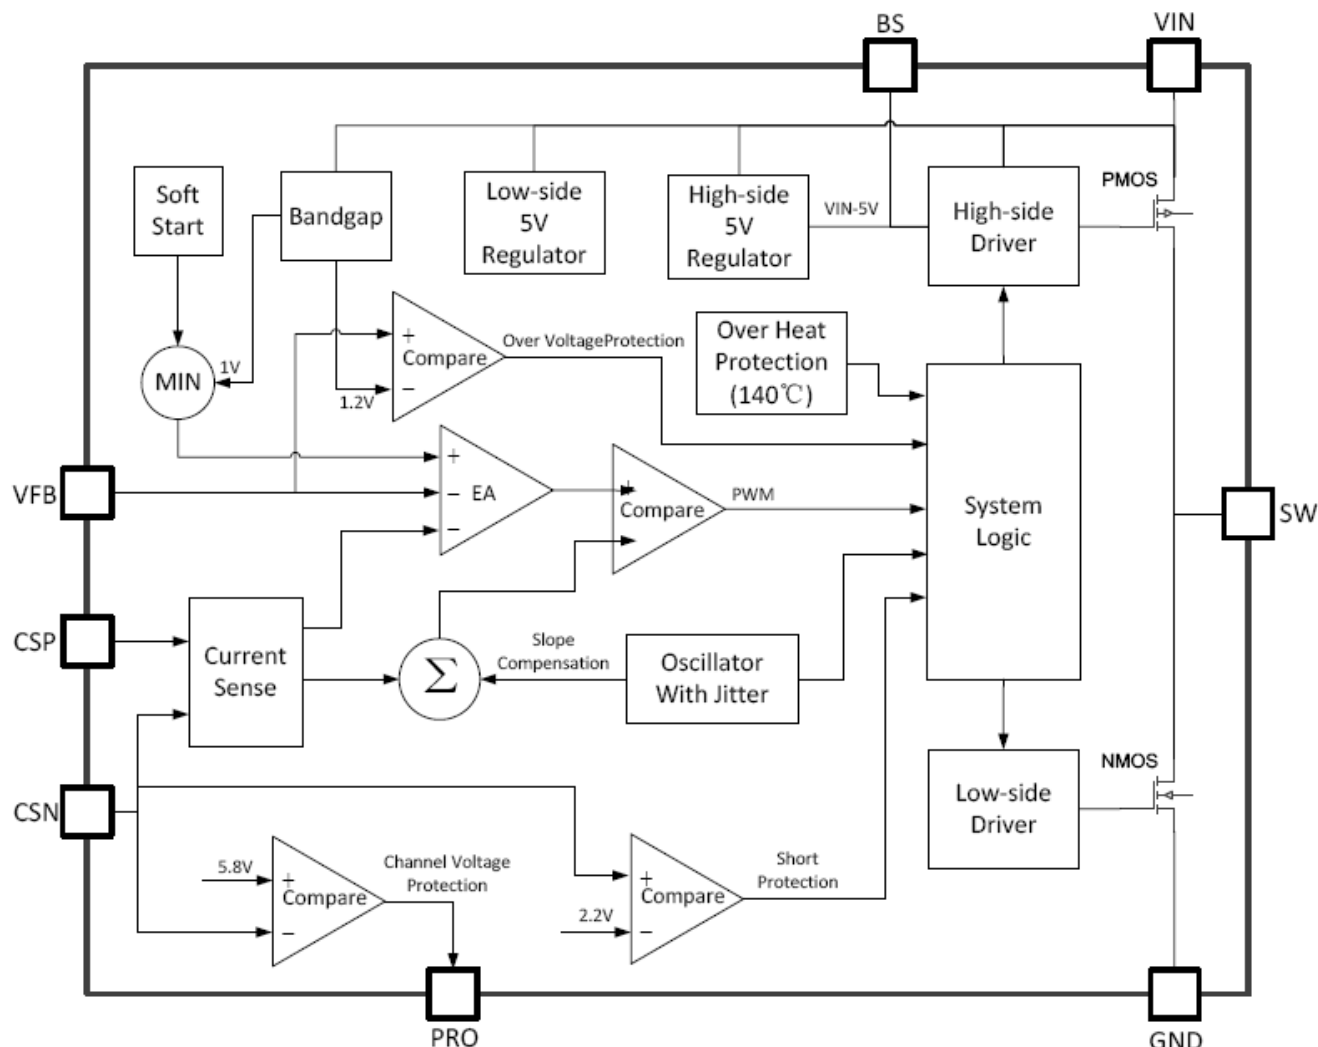 BS
VIN
Soft
Start
Bandgap
Low-side
5V
Regulator
High-side
5V
Regulator
VIN-5V
High-side
Driver
PMOS
MIN
1V
1.2V
+
Compare
−
Over VoltageProtection
Over Heat
Protection
(140℃)
VFB
+
− EA
−
+
Compare
PWM
System
Logic
SW
CSP
Current
Sense
Σ
Slope
Compensation
Oscillator
With Jitter
CSN
NMOS
Low-side
Driver
5.8V
+
Compare
−
Channel Voltage
Protection
2.2V
+
Compare
−
Short
Protection
PRO
GND